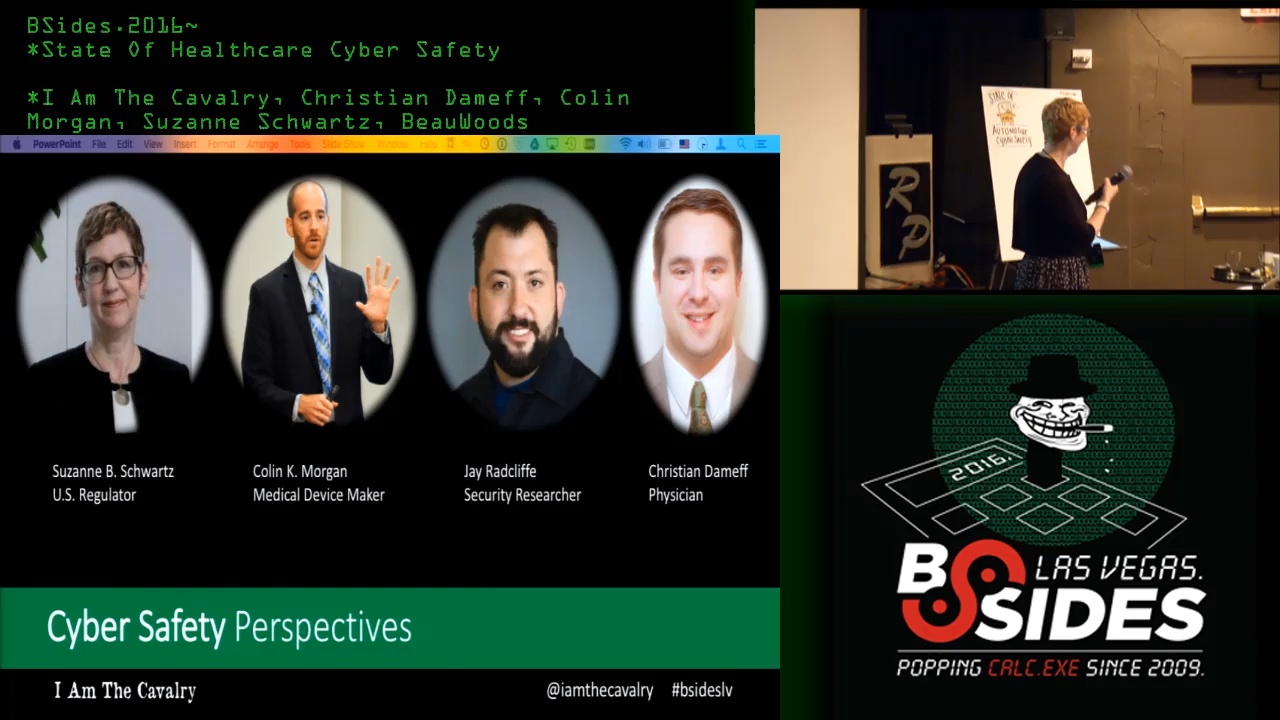 BSides.2016~
*State Of Healthcare Cyber Safety
*I Am The Cavalry, Christian Dameff, Colin
Morgan, Suzanne Schwartz, BeauWoods
PowerPoint File Edit View Insert Format Arrange Tools Slide Show Window Help
AUTOMOTIVE
CyberSafety
RP
Suzanne B. Schwartz
U.S. Regulator
Colin K. Morgan
Medical Device Maker
Jay Radcliffe
Security Researcher
Christian Dameff
Physician
Cyber Safety Perspectives
I Am The Cavalry
@iamthecavalry #bsideslv
2016.
BSIDES
LAS VEGAS.
POPPING CALC.EXE SINCE 2009.